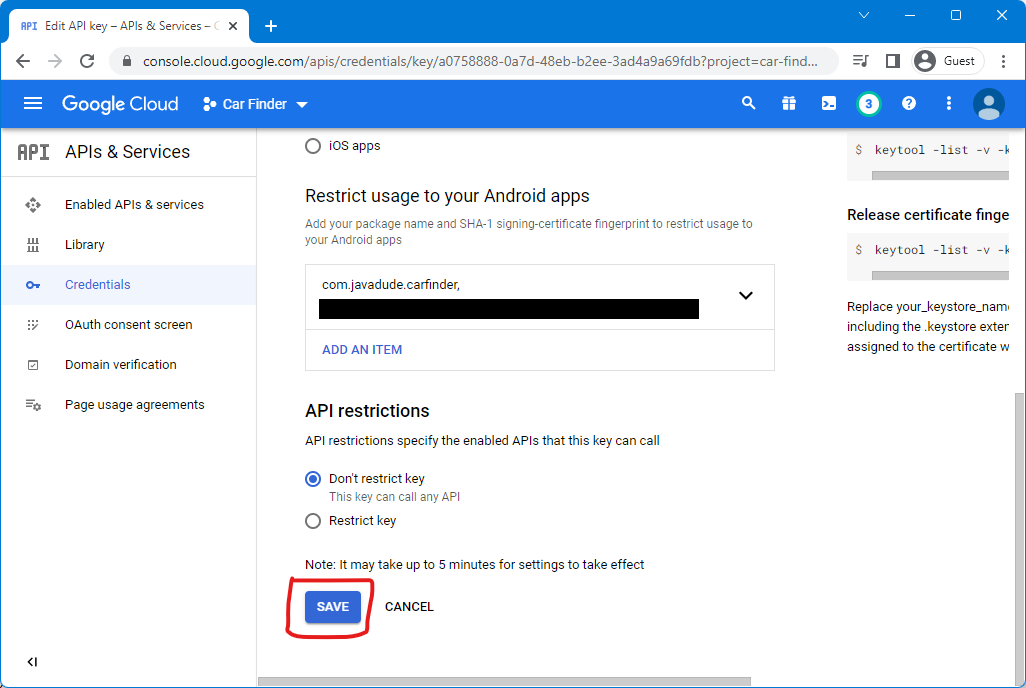 API Edit API key – APIs & Services –
console.cloud.google.com/apis/credentials/key/a0758888-0a7d-48eb-b2ee-3ad4a9a69fdb?project=car-find...
Guest
Google Cloud
Car Finder
3
?
API APIs & Services
Enabled APIs & services
Library
Credentials
OAuth consent screen
Domain verification
Page usage agreements
iOS apps
Restrict usage to your Android apps
Add your package name and SHA-1 signing-certificate fingerprint to restrict usage to
your Android apps
com.javadude.carfinder,
ADD AN ITEM
API restrictions
API restrictions specify the enabled APIs that this key can call
Don't restrict key
This key can call any API
Restrict key
Note: It may take up to 5 minutes for settings to take effect
SAVE
CANCEL
$ keytool -list -v -k
Release certificate finge
$ keytool -list -v -k
Replace your_keystore_name
including the .keystore exten
assigned to the certificate w